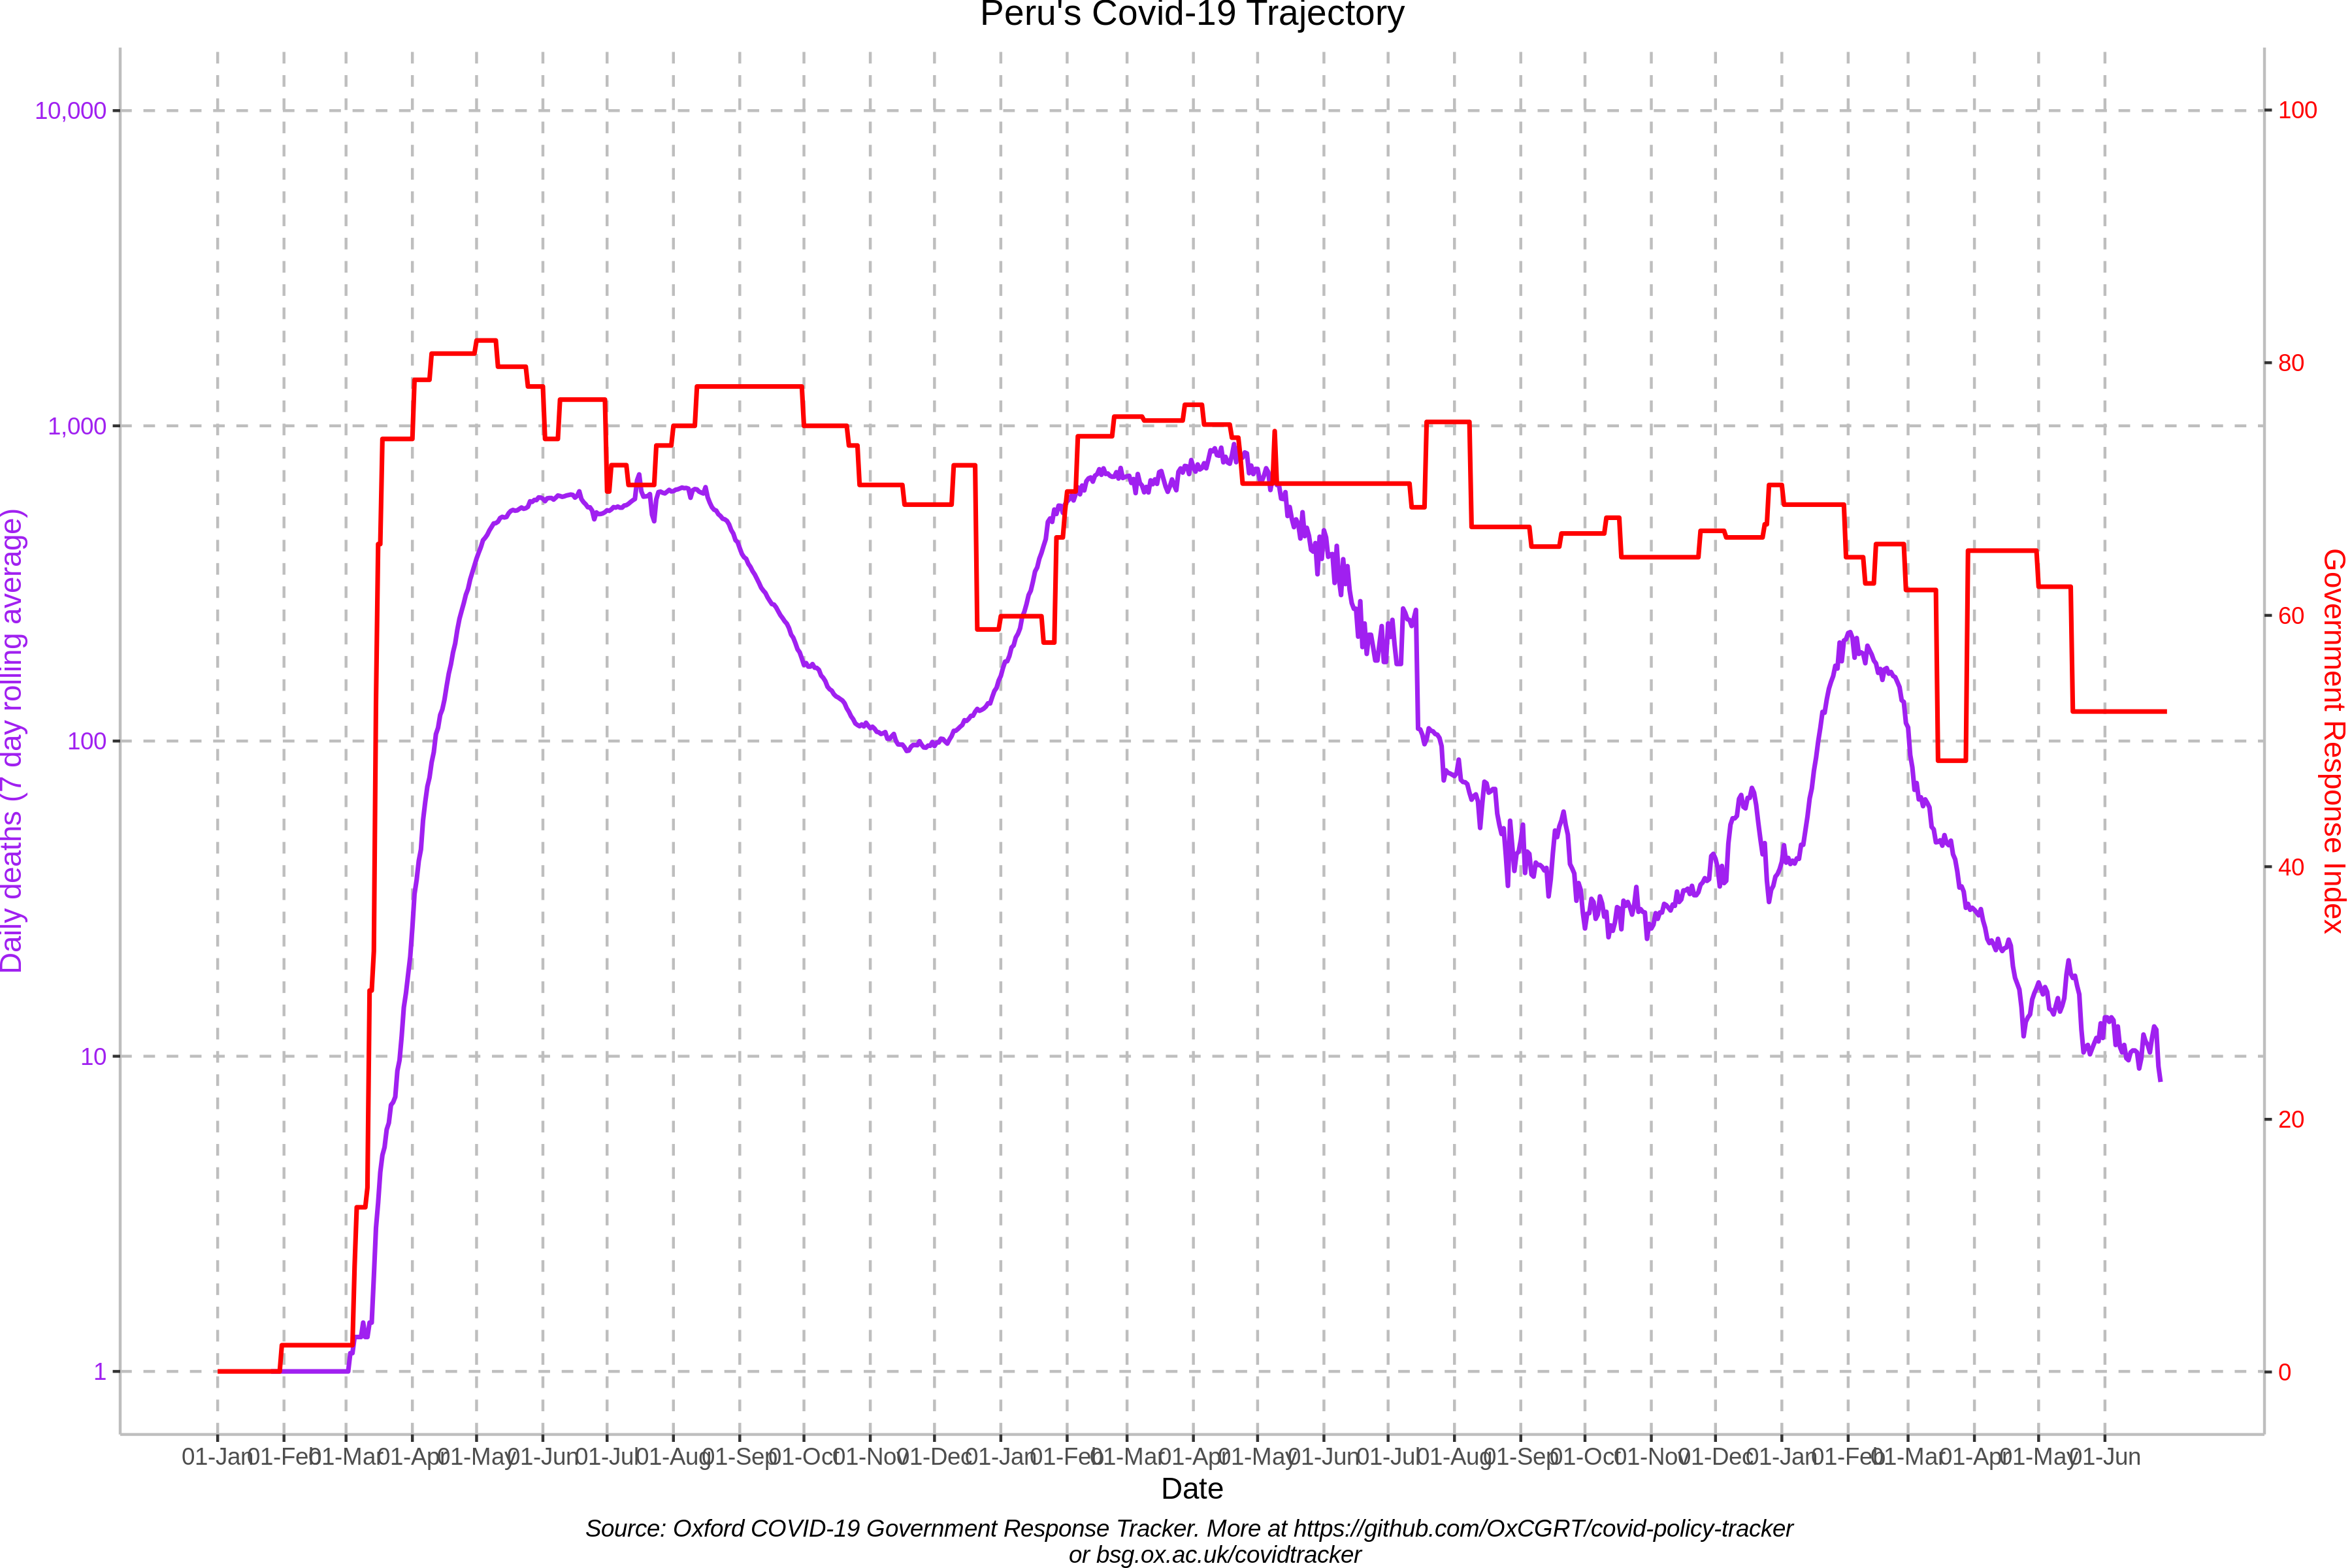 Peru's Covid-19 Trajectory
10,000
1,000
100
10
1
Daily deaths (7 day rolling average)
100
80
60
40
20
0
Government Response Index
01-Jan 01-Feb 01-Mar 01-Apr 01-May 01-Jun 01-Jul 01-Aug 01-Sep 01-Oct 01-Nov 01-Dec 01-Jan 01-Feb 01-Mar 01-Apr 01-May 01-Jun 01-Jul 01-Aug 01-Sep 01-Oct 01-Nov 01-Dec 01-Jan 01-Feb 01-Mar 01-Apr 01-May 01-Jun
Date
Source: Oxford COVID-19 Government Response Tracker. More at https://github.com/OxCGRT/covid-policy-tracker
or bsg.ox.ac.uk/covidtracker